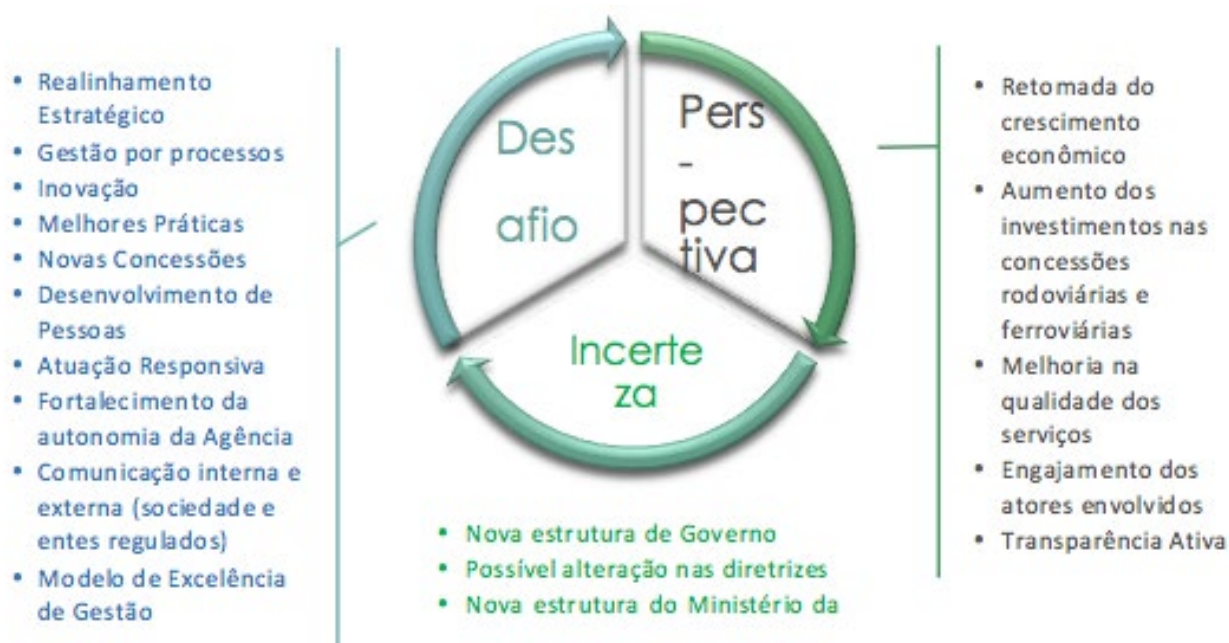 • Realinhamento
Estratégico
• Gestão por processos
• Inovação
• Melhores Práticas
• Novas Concessões
• Desenvolvimento de
Pessoas
• Atuação Responsiva
• Fortalecimento da
autonomia da Agência
• Comunicação interna e
externa (sociedade e
entes regulados)
• Modelo de Excelência
de Gestão
Des
afio
Pers
-
pec
tiva
Incerte
za
• Nova estrutura de Governo
• Possível alteração nas diretrizes
• Nova estrutura do Ministério da
• Retomada do
crescimento
econômico
• Aumento dos
investimentos nas
concessões
rodoviárias e
ferroviárias
• Melhoria na
qualidade dos
serviços
• Engajamento dos
atores envolvidos
• Transparência Ativa